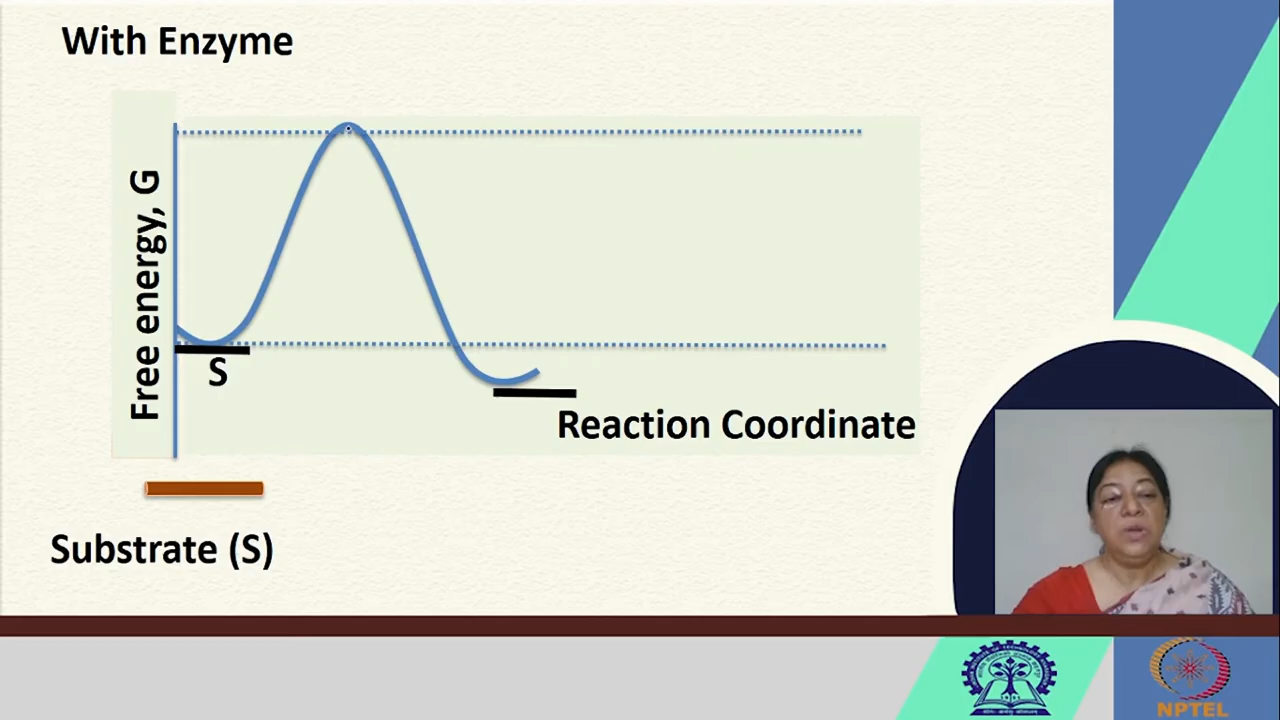 With Enzyme
Free energy, G
S
Reaction Coordinate
Substrate (S)
NPTEL